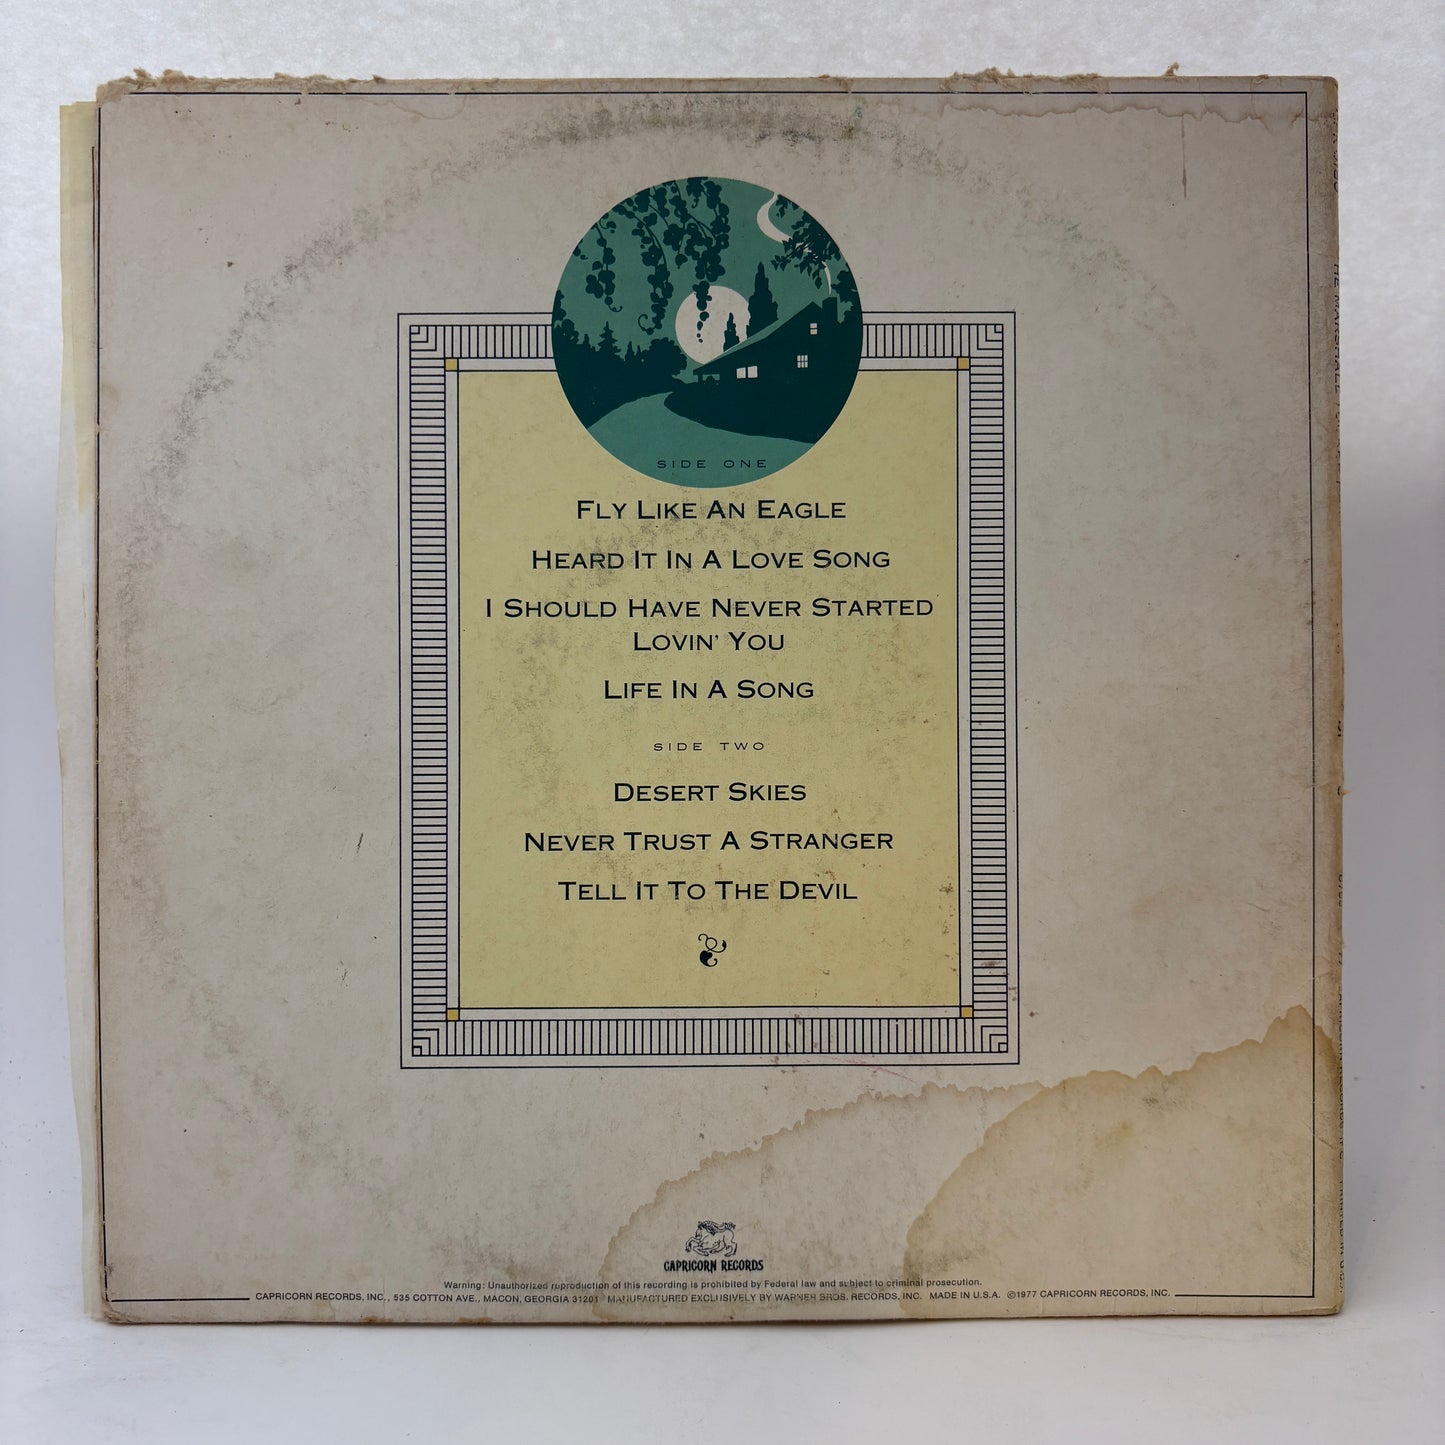 SIDE ONE
FLY LIKE AN EAGLE
HEARD IT IN A LOVE SONG
I SHOULD HAVE NEVER STARTED
LOVIN' YOU
LIFE IN A SONG
SIDE TWO
DESERT SKIES
NEVER TRUST A STRANGER
TELL IT TO THE DEVIL
CAPRICORN RECORDS
Warning: Unauthorized reproduction of this recording is prohibited by Federal law and subject to criminal prosecution.
CAPRICORN RECORDS, INC., 535 COTTON AVE., MACON, GEORGIA 31201 MANUFACTURED EXCLUSIVELY BY WARNER BROS. RECORDS, INC. MADE IN U.S.A. ©1977 CAPRICORN RECORDS, INC.